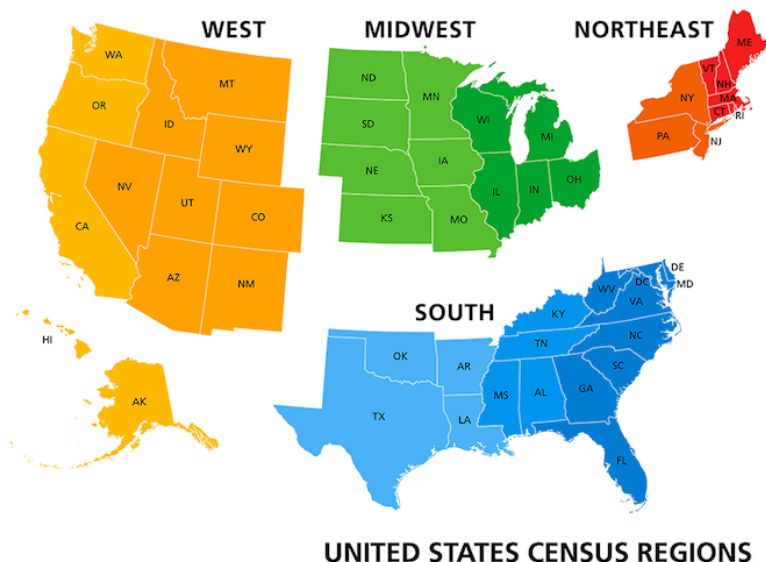 WEST
MIDWEST
NORTHEAST
WA
OR
MT
ID
WY
NV
UT
CO
CA
AZ
NM
HI
AK
ND
MN
SD
WI
MI
NE
IA
KS
MO
IL
IN
OH
ME
VT
NH
NY
MA
CT
RI
PA
NJ
SOUTH
DE
WV
DC
MD
VA
KY
NC
TN
OK
AR
SC
MS
AL
GA
TX
LA
FL
UNITED STATES CENSUS REGIONS